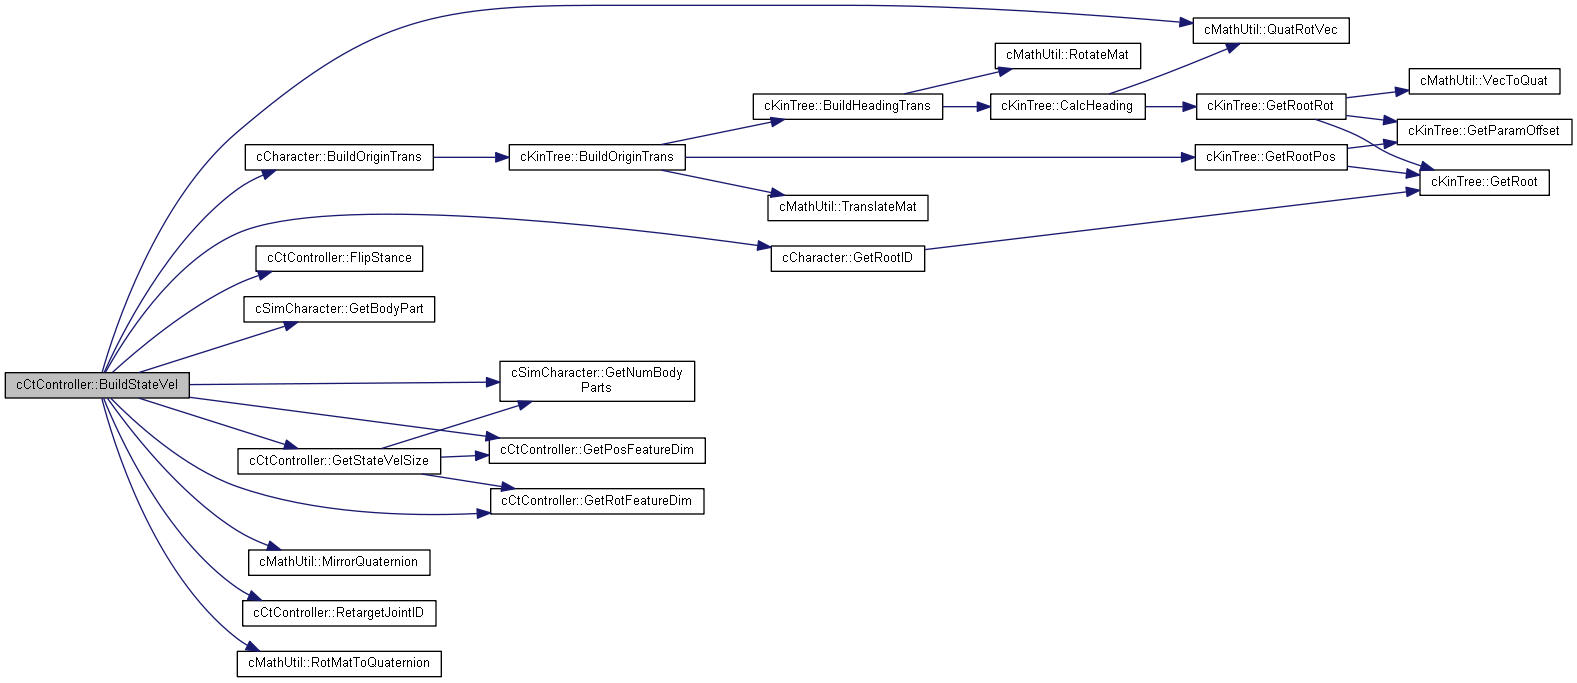 cMathUtil::QuatRotVec
cMathUtil::RotateMat
cMathUtil::VecToQuat
cKinTree::BuildHeadingTrans
cKinTree::CalcHeading
cKinTree::GetRootRot
cKinTree::GetParamOffset
cCharacter::BuildOriginTrans
cKinTree::BuildOriginTrans
cKinTree::GetRootPos
cKinTree::GetRoot
cMathUtil::TranslateMat
cCtController::FlipStance
cCharacter::GetRootID
cSimCharacter::GetBodyPart
cCtController::BuildStateVel
cSimCharacter::GetNumBody
Parts
cCtController::GetPosFeatureDim
cCtController::GetStateVelSize
cCtController::GetRotFeatureDim
cMathUtil::MirrorQuaternion
cCtController::RetargetJointID
cMathUtil::RotMatToQuaternion